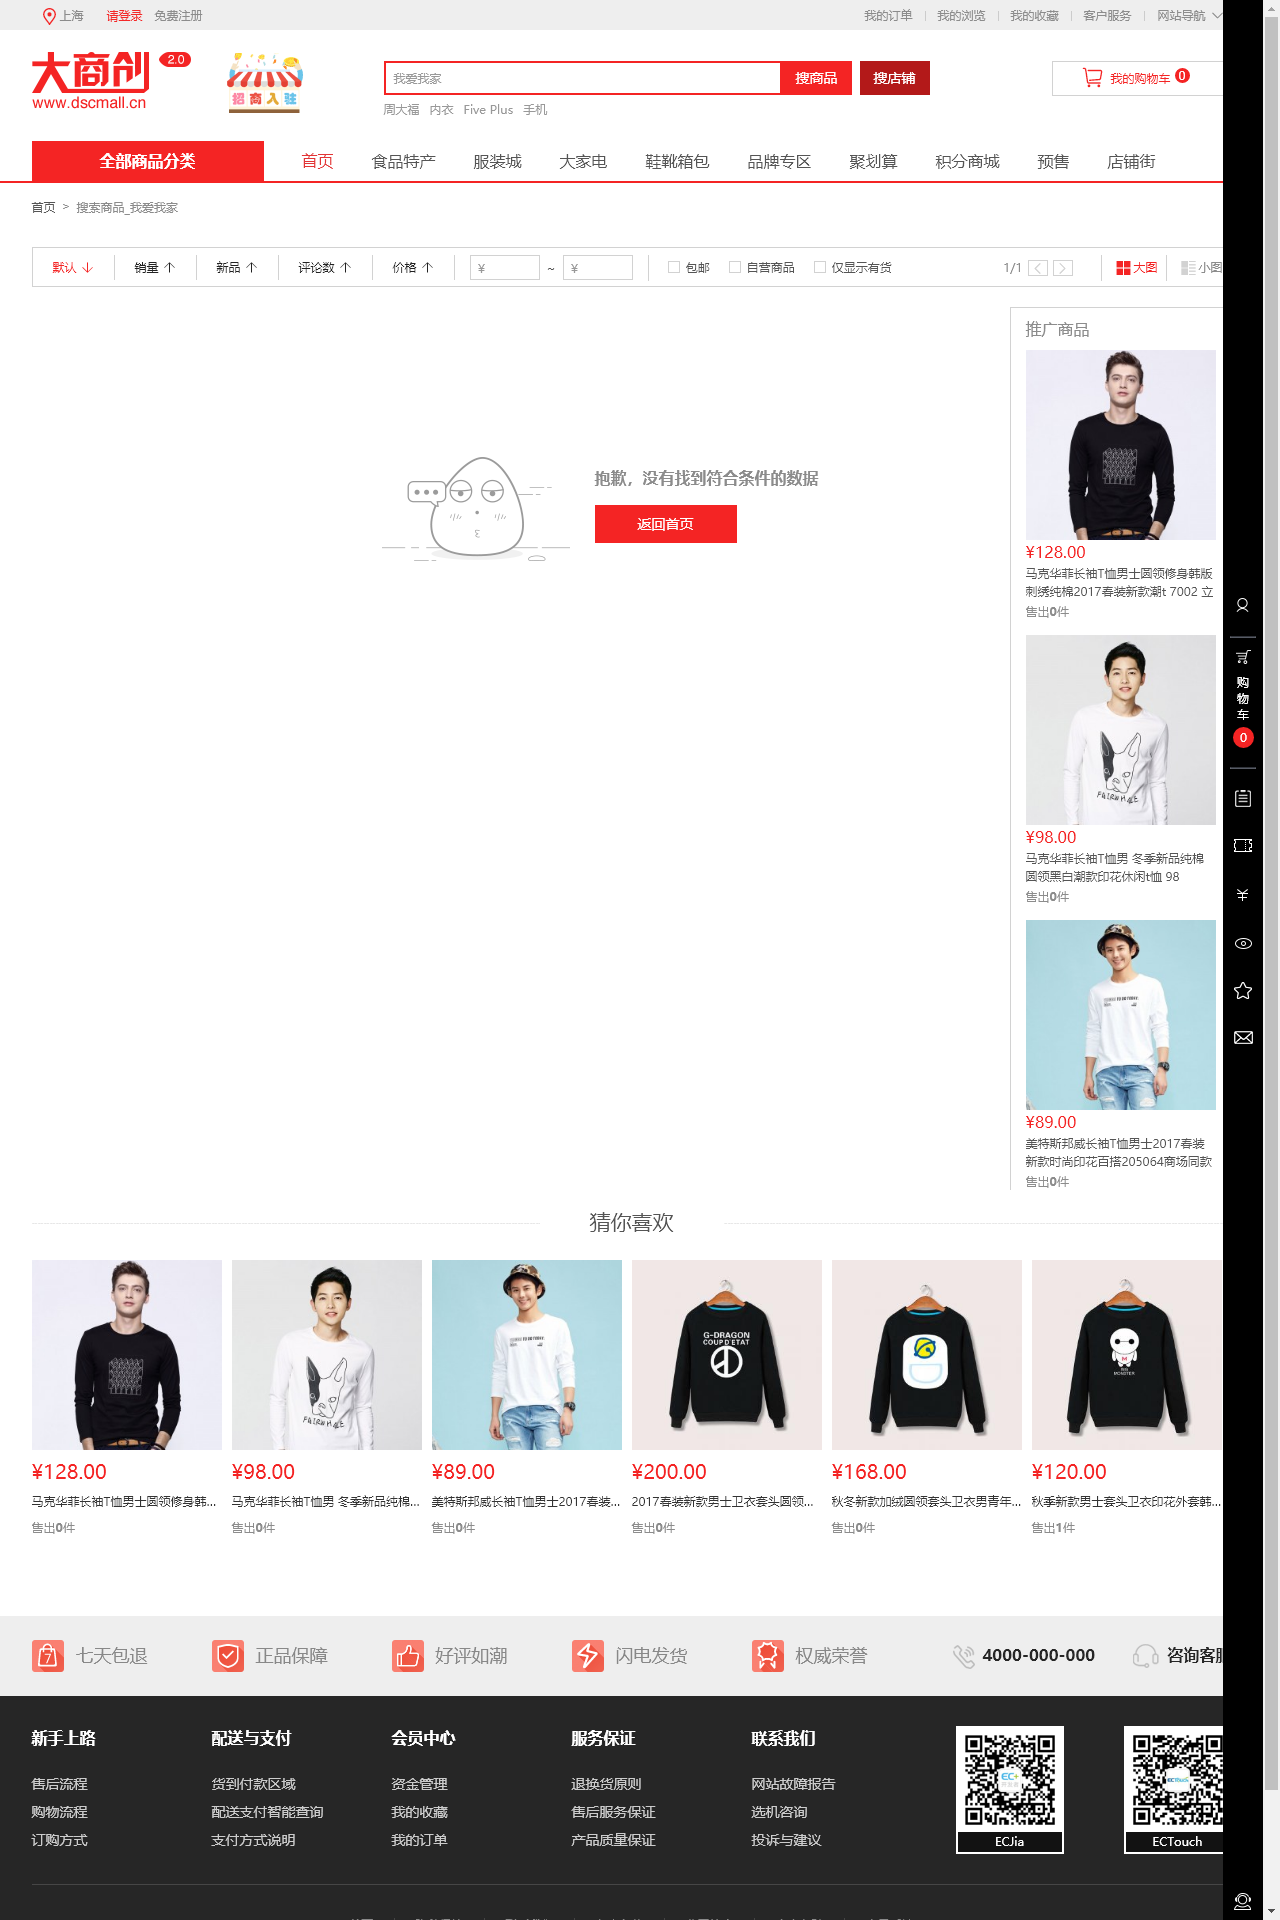 上海 请登录 免费注册 我的订单 我的浏览 我的收藏 客户服务 网站导航
大商创 2.0
www.dscmall.cn
招商入驻
我爱我家 搜商品 搜店铺
我的购物车 0
周大福 内衣 Five Plus 手机
全部商品分类 首页 食品特产 服装城 大家电 鞋靴箱包 品牌专区 聚划算 积分商城 预售 店铺街
首页 > 搜索商品_我爱我家
默认 销量 新品 评论数 价格 ¥ ~ ¥ 包邮 自营商品 仅显示有货 1/1 大图 小图
推广商品
抱歉，没有找到符合条件的数据
返回首页
¥128.00
马克华菲长袖T恤男士圆领修身韩版
刺绣纯棉2017春装新款潮t 7002 立
售出0件
购物车
0
FAIRWHALE
¥98.00
马克华菲长袖T恤男 冬季新品纯棉
圆领黑白潮款印花休闲t恤 98
售出0件
¥89.00
美特斯邦威长袖T恤男士2017春装
新款时尚印花百搭205064商场同款
售出0件
猜你喜欢
G-DRAGON
COUP D'ETAT
MONSTER
FAIRWHALE
¥128.00 ¥98.00 ¥89.00 ¥200.00 ¥168.00 ¥120.00
马克华菲长袖T恤男士圆领修身韩... 马克华菲长袖T恤男 冬季新品纯棉... 美特斯邦威长袖T恤男士2017春装... 2017春装新款男士卫衣套头圆领... 秋冬新款加绒圆领套头卫衣男青年... 秋季新款男士套头卫衣印花外套韩...
售出0件 售出0件 售出0件 售出0件 售出0件 售出1件
七天包退 正品保障 好评如潮 闪电发货 权威荣誉 4000-000-000 咨询客服
新手上路 配送与支付 会员中心 服务保证 联系我们
售后流程 货到付款区域 资金管理 退换货原则 网站故障报告
购物流程 配送支付智能查询 我的收藏 售后服务保证 选机咨询
订购方式 支付方式说明 我的订单 产品质量保证 投诉与建议
ECJia ECTouch